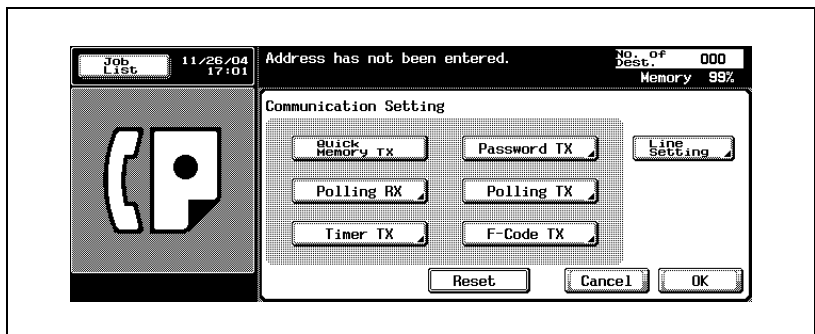 Job
List
11/26/04
17:01
Address has not been entered.
No. of
Dest.
000
Memory 99%
Communication Setting
Quick
Memory TX
Password TX
Line
Setting
Polling RX
Polling TX
Timer TX
F-Code TX
Reset
Cancel
OK